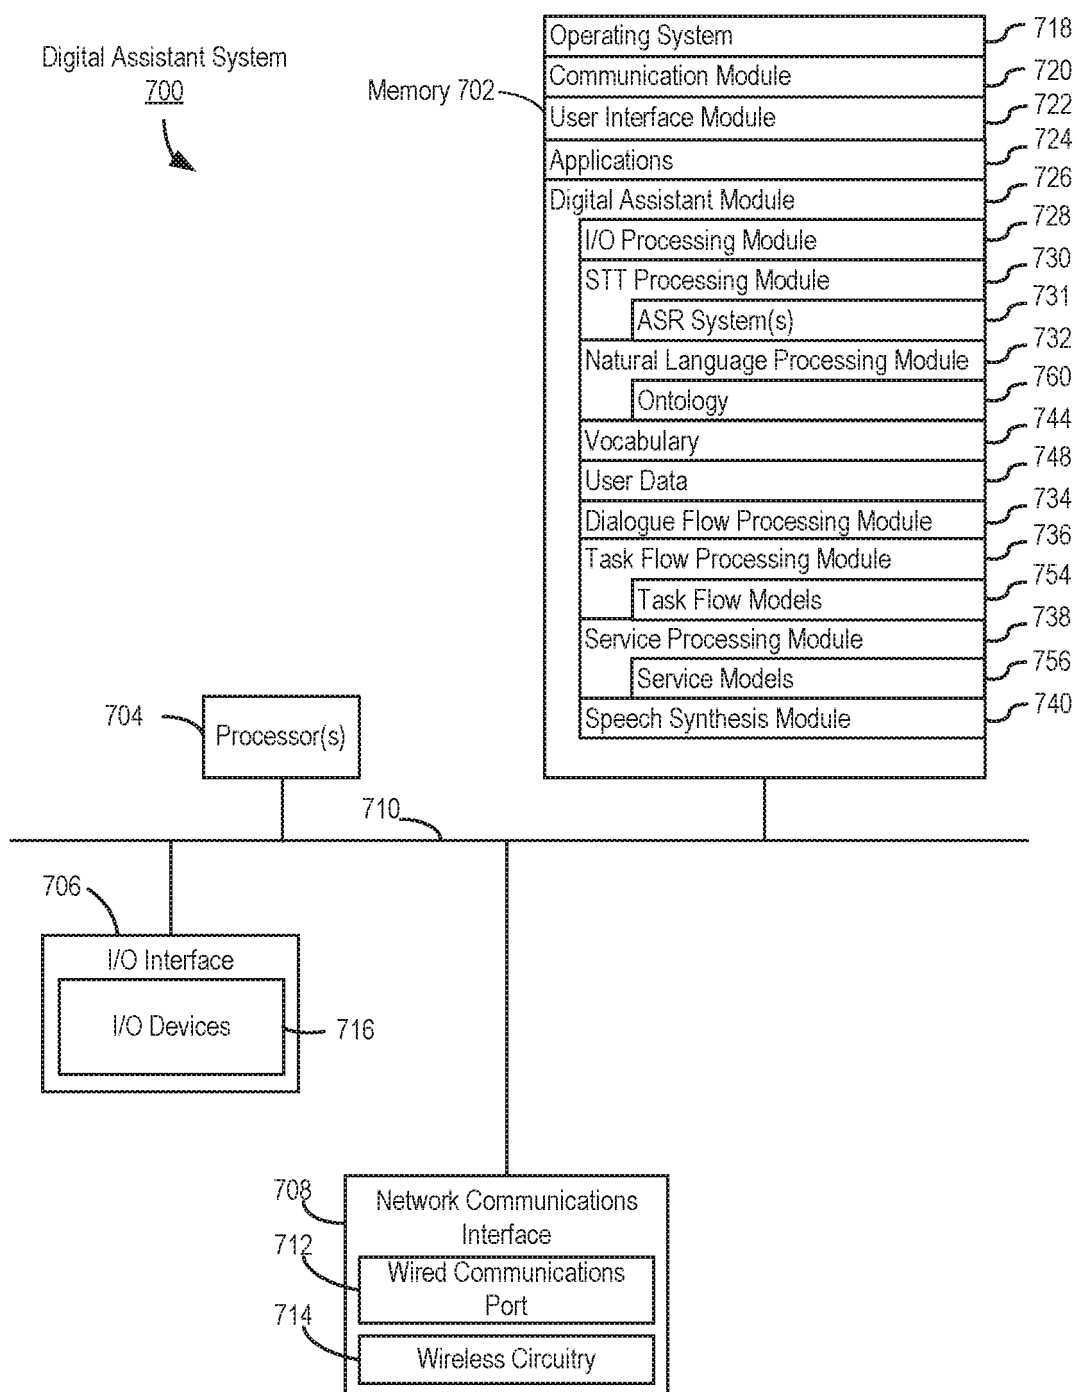 Digital Assistant System
700
Memory 702
Operating System 718
Communication Module 720
User Interface Module 722
Applications 724
Digital Assistant Module 726
I/O Processing Module 728
STT Processing Module 730
ASR System(s) 731
Natural Language Processing Module 732
Ontology 760
Vocabulary 744
User Data 748
Dialogue Flow Processing Module 734
Task Flow Processing Module 736
Task Flow Models 754
Service Processing Module 738
Service Models 756
Speech Synthesis Module 740
704
Processor(s)
710
706
I/O Interface
I/O Devices 716
708
Network Communications
Interface
712
Wired Communications
Port
714
Wireless Circuitry